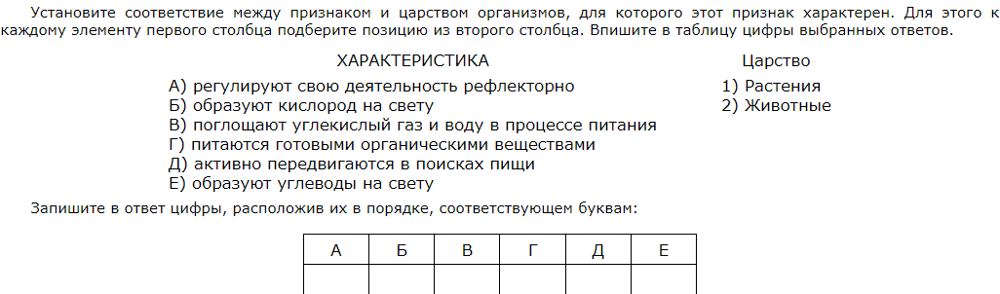 Установите соответствие между признаком и царством организмов, для которого этот признак характерен. Для этого к
каждому элементу первого столбца подберите позицию из второго столбца. Впишите в таблицу цифры выбранных ответов.
ХАРАКТЕРИСТИКА Царство
А) регулируют свою деятельность рефлекторно 1) Растения
Б) образуют кислород на свету 2) Животные
В) поглощают углекислый газ и воду в процессе питания
Г) питаются готовыми органическими веществами
Д) активно передвигаются в поисках пищи
Е) образуют углеводы на свету
Запишите в ответ цифры, расположив их в порядке, соответствующем буквам:
А Б В Г Д Е